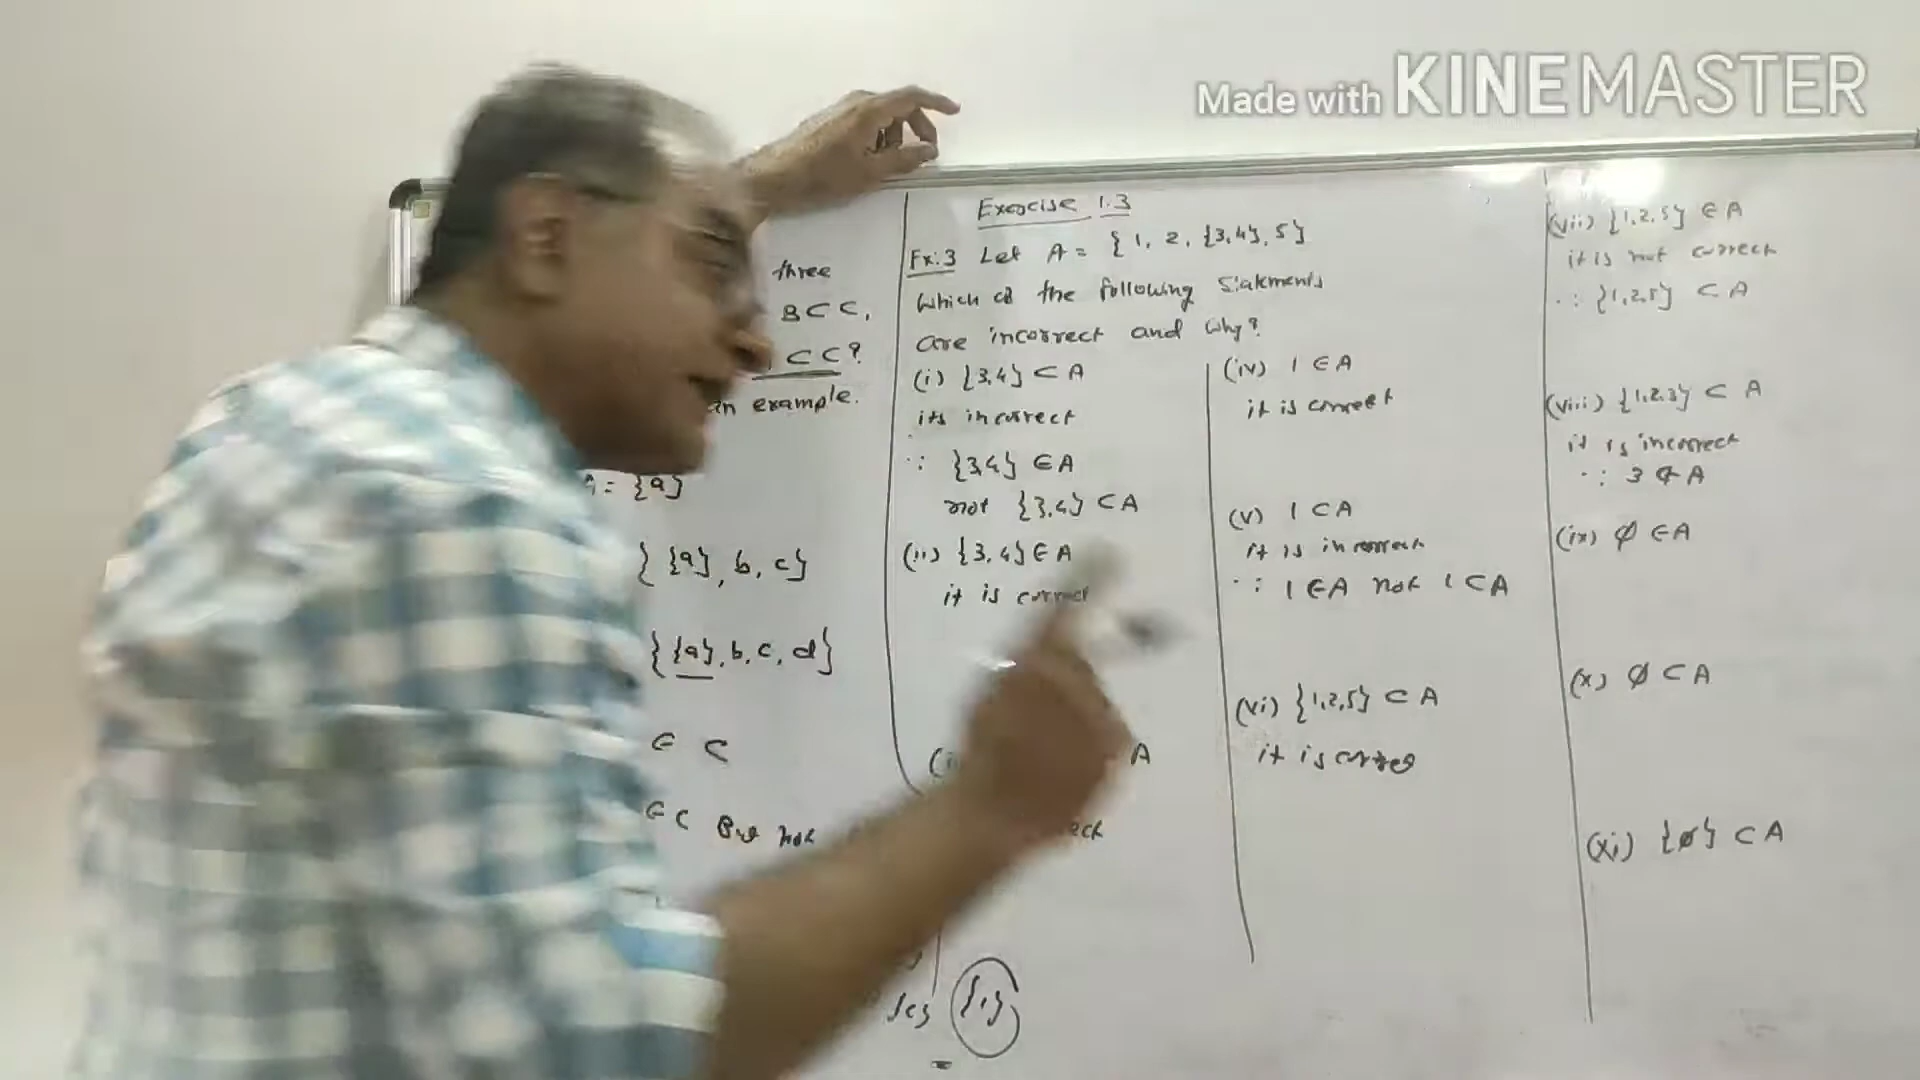 Made with KINEMASTER
three
B ⊂ C,
⊂ C?
an example.
= {a}
{ {a}, b, c}
{ {a}, b, c, d}
∈ C
∈ C But not
{1}
Exercise 1.3
Ex:3 Let A = { 1, 2, {3,4}, 5}
Which of the following Statements
are incorrect and Why?
(i) {3,4} ⊂ A
its incorrect
∵ {3,4} ∈ A
not {3,4} ⊂ A
(ii) {3,4} ∈ A
it is correct
A
(iv) 1 ∈ A
it is correct
(v) 1 ⊂ A
it is incorrect
∵ 1 ∈ A not 1 ⊂ A
(vi) {1,2,5} ⊂ A
it is correct
(vii) {1,2,5} ∈ A
it is not correct
∵ {1,2,5} ⊂ A
(viii) {1,2,3} ⊂ A
it is incorrect
∵ 3 ∉ A
(ix) φ ∈ A
(x) φ ⊂ A
(xi) {φ} ⊂ A